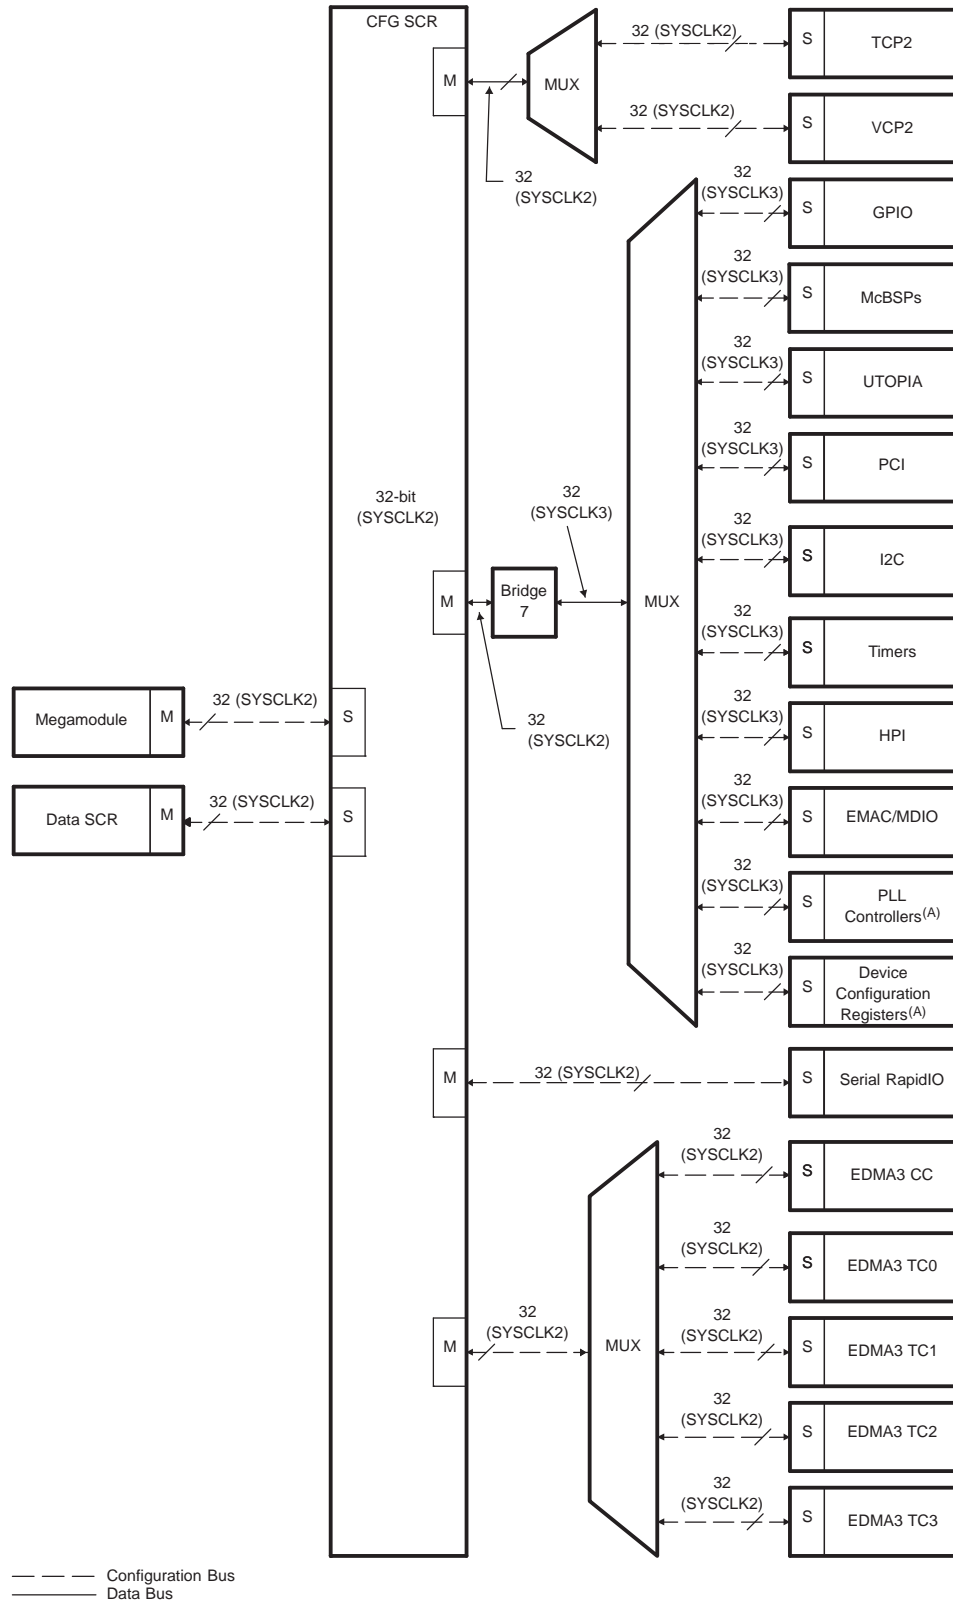 CFG SCR
32 (SYSCLK2)
S
TCP2
M
MUX
32 (SYSCLK2)
S
VCP2
32
(SYSCLK2)
32
(SYSCLK3)
S
GPIO
32
(SYSCLK3)
S
McBSPs
32
(SYSCLK3)
S
UTOPIA
32
(SYSCLK3)
S
PCI
32-bit
(SYSCLK2)
32
(SYSCLK3)
32
(SYSCLK3)
S
I2C
M
Bridge
7
MUX
32
(SYSCLK3)
S
Timers
Megamodule
M
32 (SYSCLK2)
S
32
(SYSCLK2)
32
(SYSCLK3)
S
HPI
Data SCR
M
32 (SYSCLK2)
S
32
(SYSCLK3)
S
EMAC/MDIO
32
(SYSCLK3)
S
PLL
Controllers(A)
32
(SYSCLK3)
S
Device
Configuration
Registers(A)
M
32 (SYSCLK2)
S
Serial RapidIO
32
(SYSCLK2)
S
EDMA3 CC
32
(SYSCLK2)
S
EDMA3 TC0
M
32
(SYSCLK2)
MUX
32
(SYSCLK2)
S
EDMA3 TC1
32
(SYSCLK2)
S
EDMA3 TC2
32
(SYSCLK2)
S
EDMA3 TC3
Configuration Bus
Data Bus